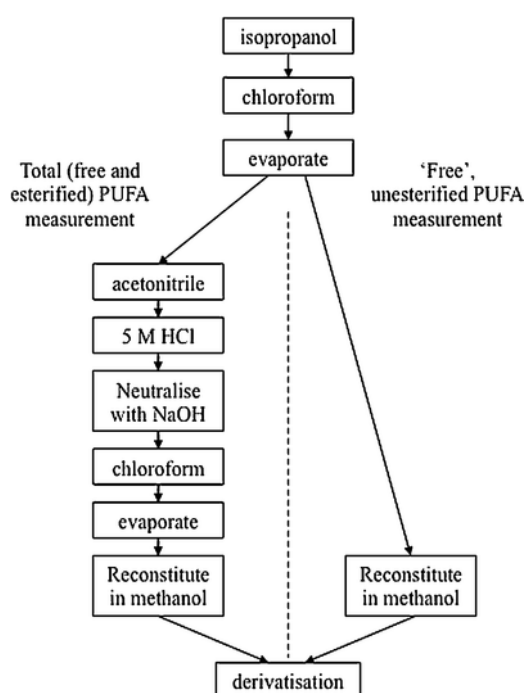 isopropanol
chloroform
evaporate
Total (free and
esterified) PUFA
measurement
‘Free’,
unesterified PUFA
measurement
acetonitrile
5 M HCl
Neutralise
with NaOH
chloroform
evaporate
Reconstitute
in methanol
Reconstitute
in methanol
derivatisation